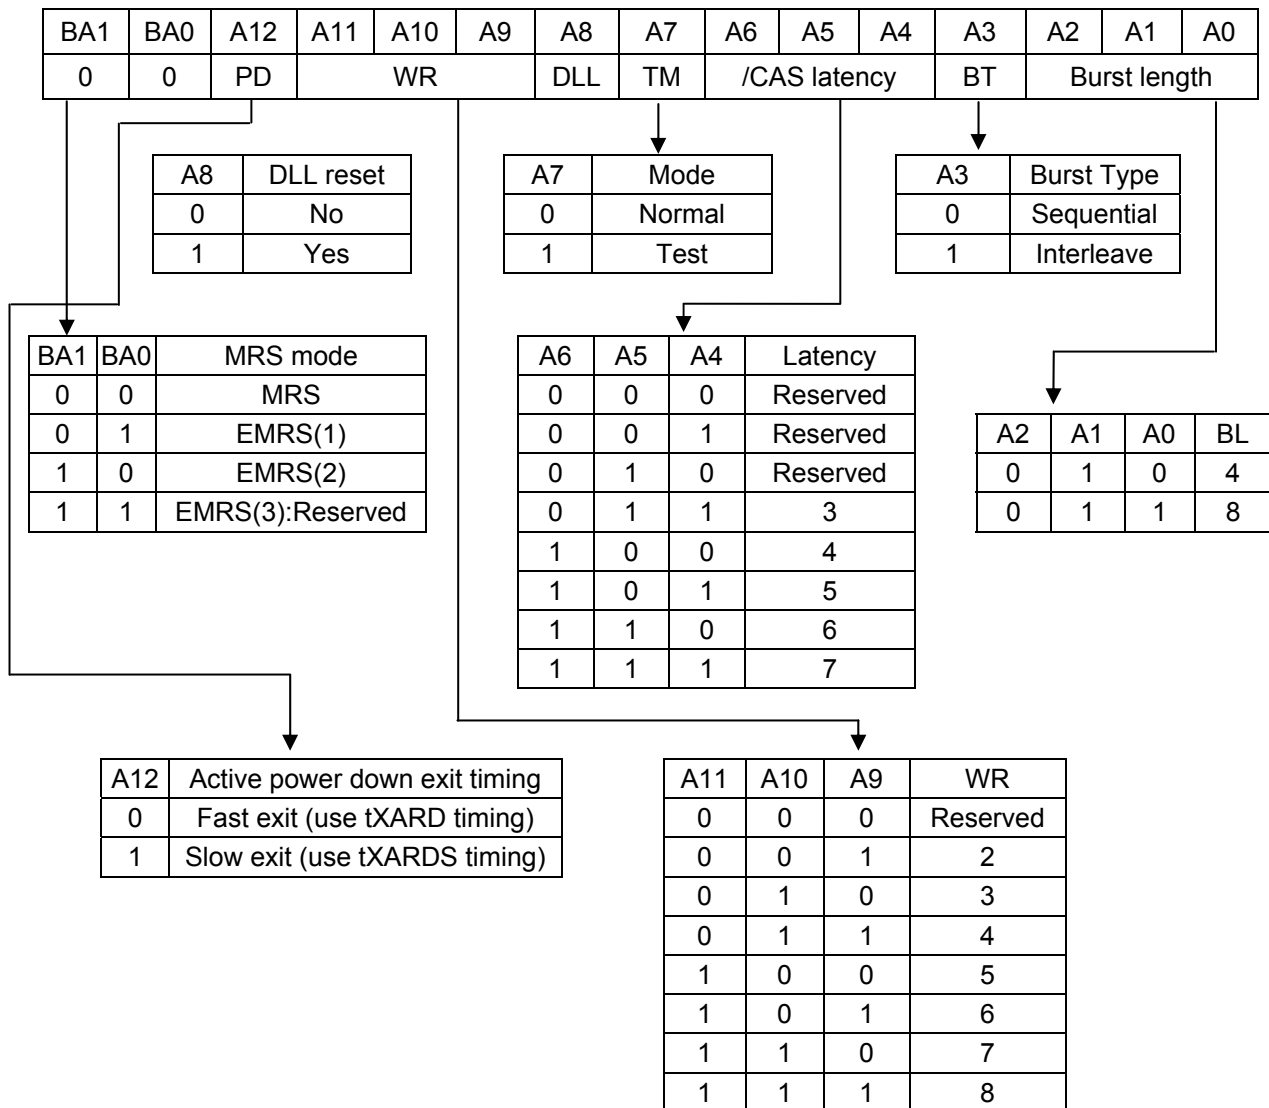 BA1 BA0 A12 A11 A10 A9 A8 A7 A6 A5 A4 A3 A2 A1 A0
0 0 PD WR DLL TM /CAS latency BT Burst length
A8 DLL reset
0 No
1 Yes
A7 Mode
0 Normal
1 Test
A3 Burst Type
0 Sequential
1 Interleave
BA1 BA0 MRS mode
0 0 MRS
0 1 EMRS(1)
1 0 EMRS(2)
1 1 EMRS(3):Reserved
A6 A5 A4 Latency
0 0 0 Reserved
0 0 1 Reserved
0 1 0 Reserved
0 1 1 3
1 0 0 4
1 0 1 5
1 1 0 6
1 1 1 7
A2 A1 A0 BL
0 1 0 4
0 1 1 8
A12 Active power down exit timing
0 Fast exit (use tXARD timing)
1 Slow exit (use tXARDS timing)
A11 A10 A9 WR
0 0 0 Reserved
0 0 1 2
0 1 0 3
0 1 1 4
1 0 0 5
1 0 1 6
1 1 0 7
1 1 1 8